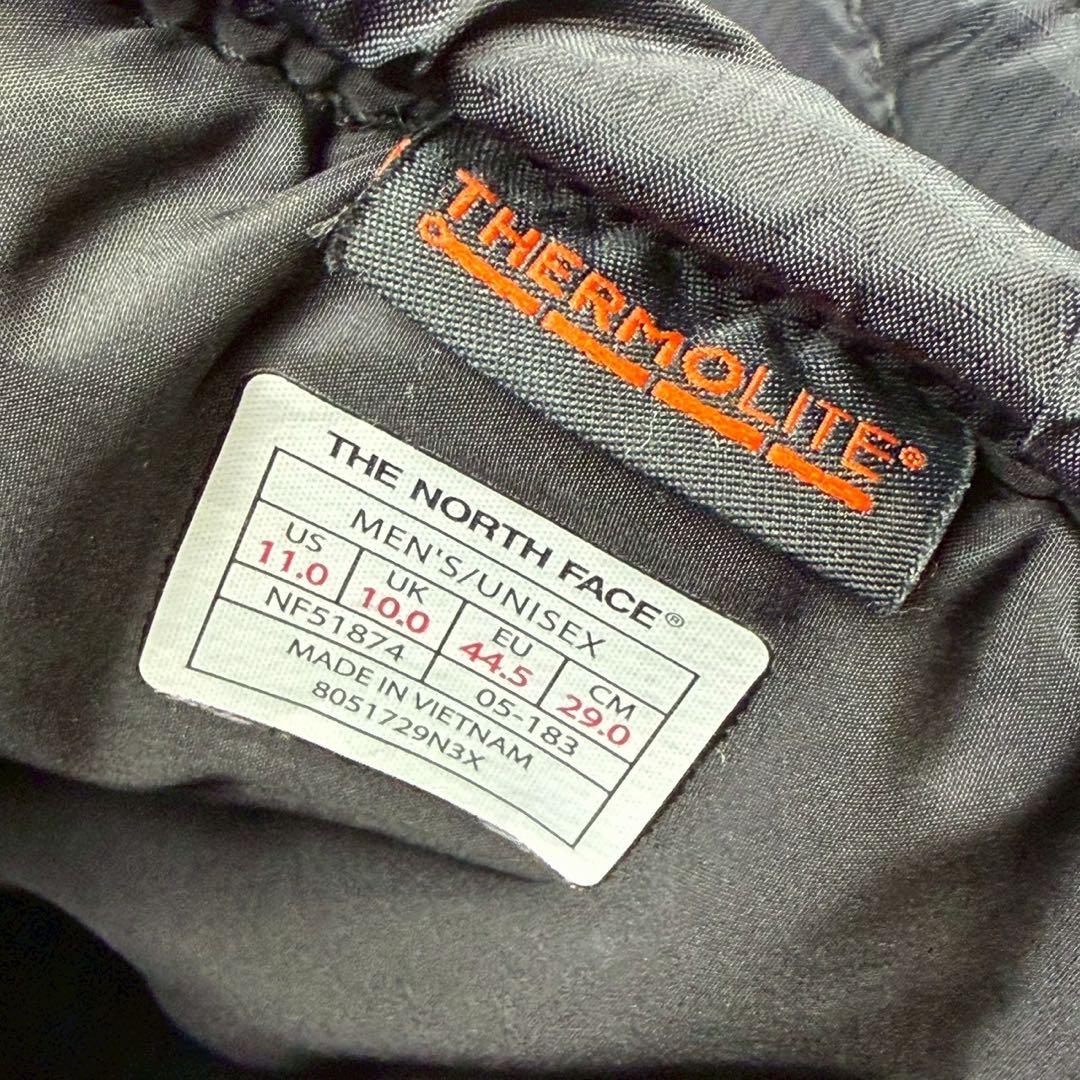 THERMOLITE®
THE NORTH FACE®
MEN'S/UNISEX
US UK EU CM
11.0 10.0 44.5 29.0
NF51874 05-183
MADE IN VIETNAM
8051729N3X